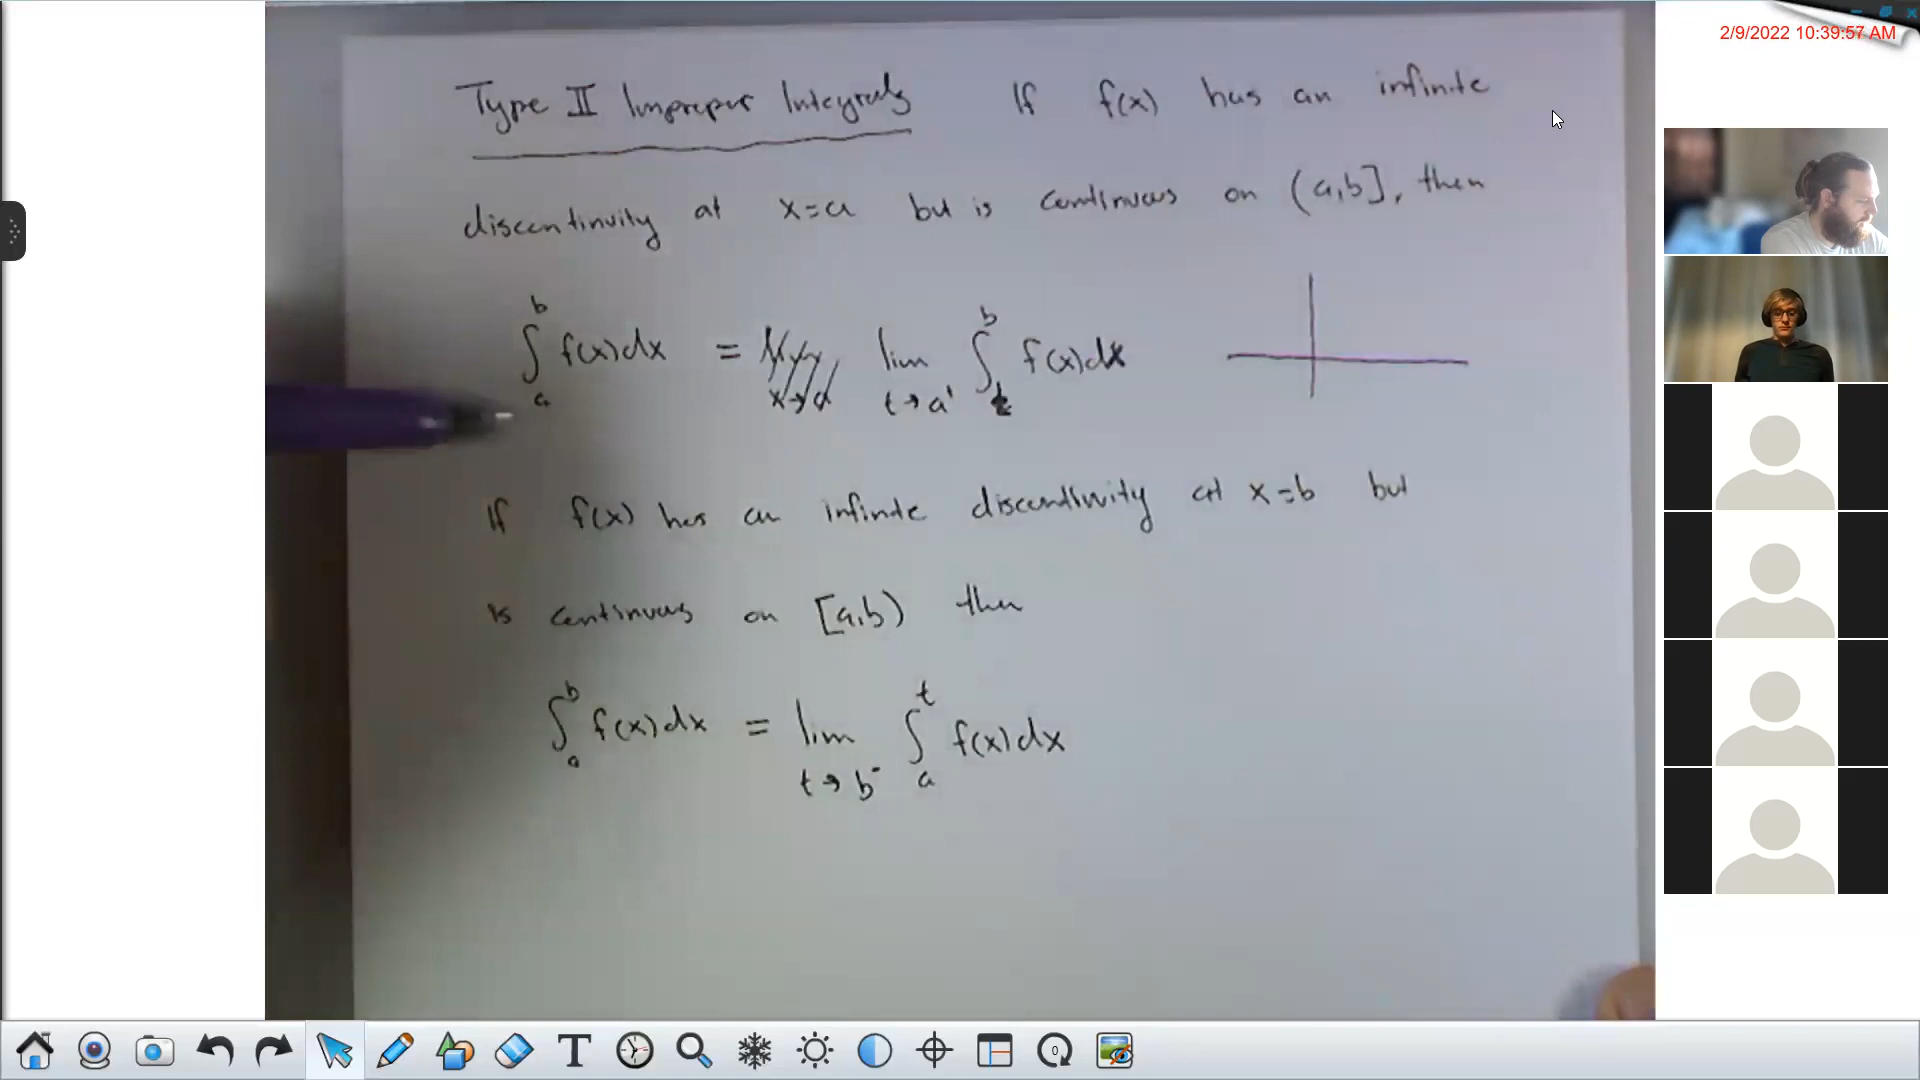 2/9/2022 10:39:57 AM
Type II Improper Integrals If f(x) has an infinite
discontinuity at x=a but is continuous on (a,b], then
∫_a^b f(x)dx = lim_{t→a⁺} ∫_t^b f(x)dx
If f(x) has an infinite discontinuity at x=b but
is continuous on [a,b) then
∫_a^b f(x)dx = lim_{t→b⁻} ∫_a^t f(x)dx
T
0